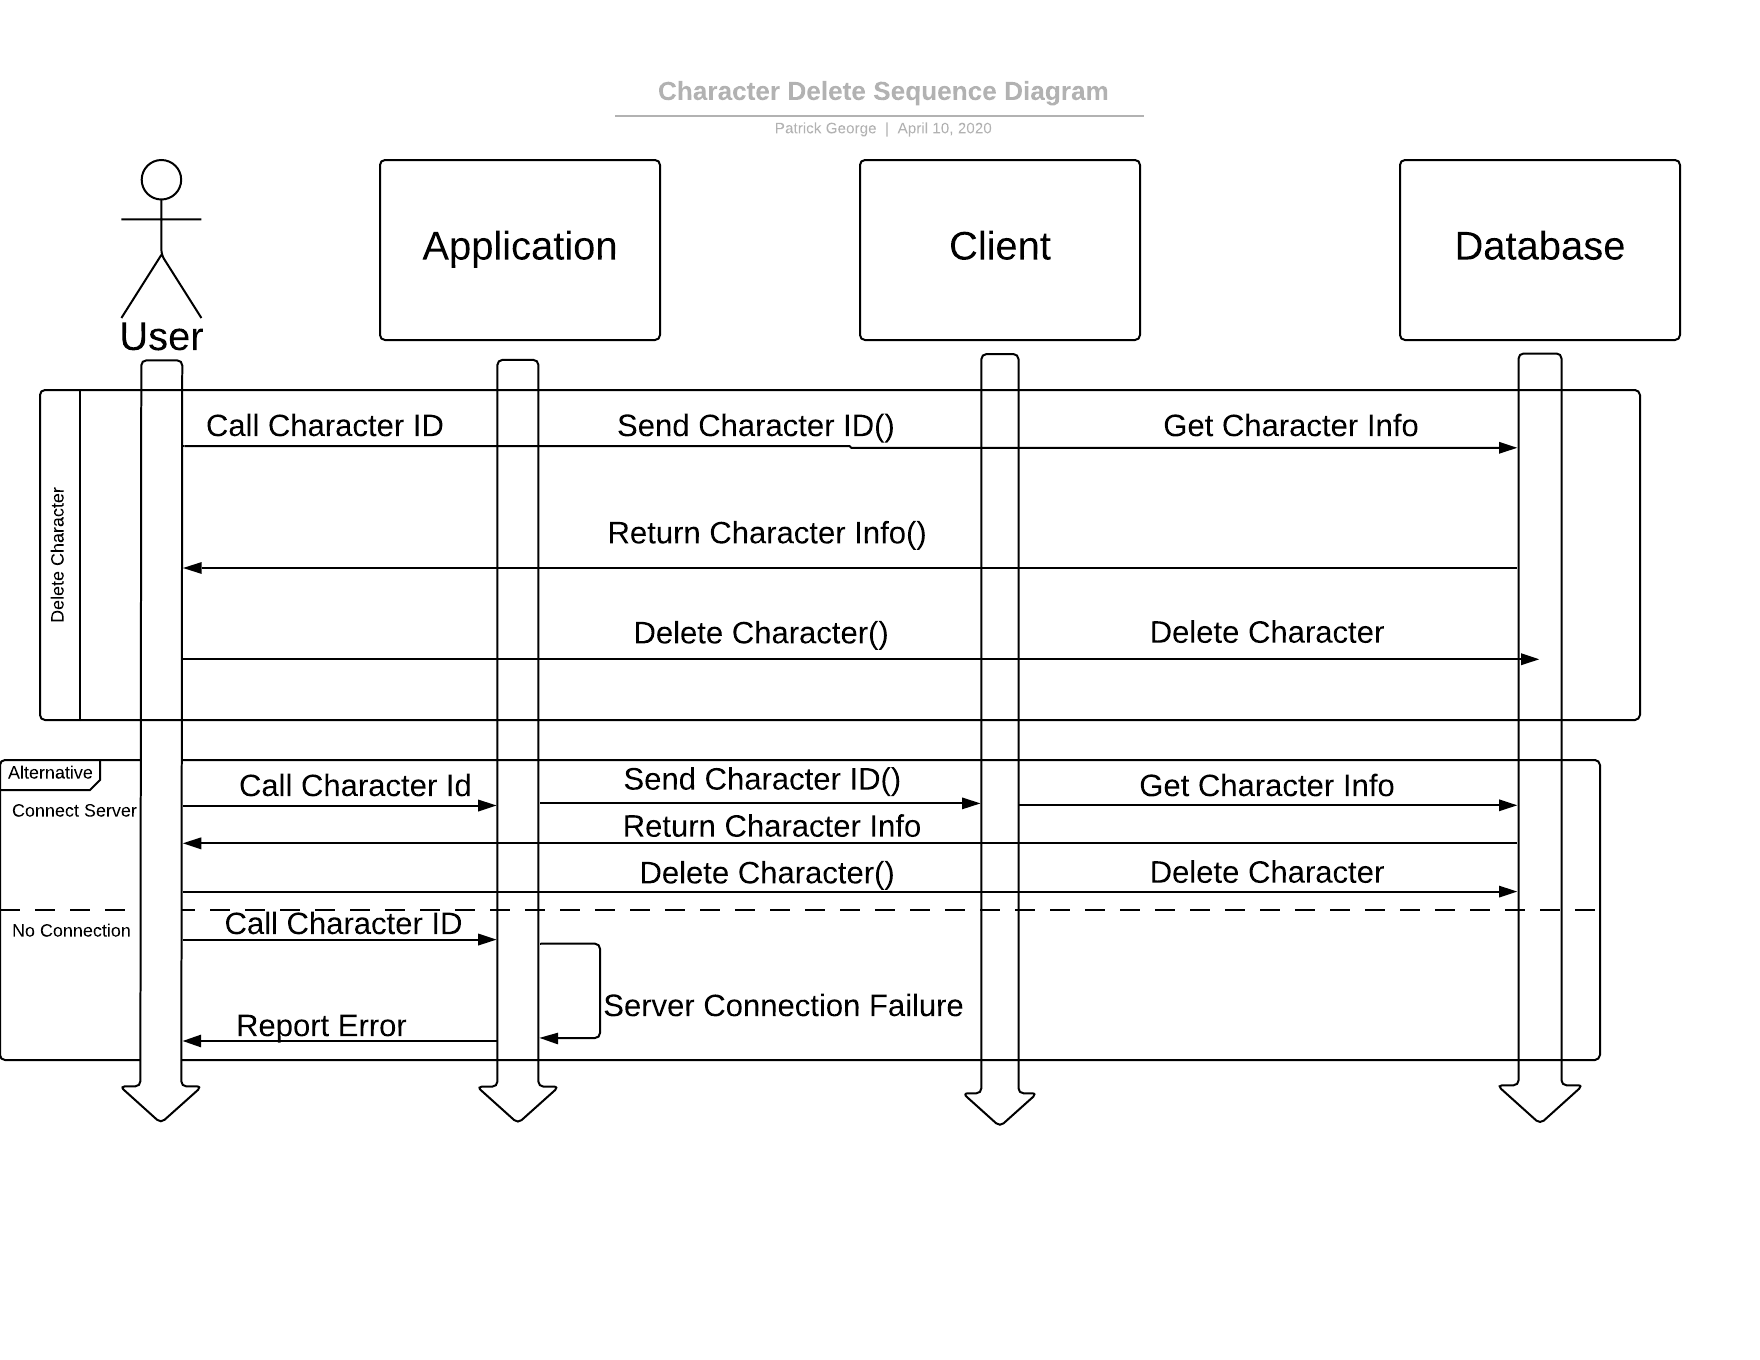 Character Delete Sequence Diagram
Patrick George | April 10, 2020
User
Application
Client
Database
Delete Character
Call Character ID
Send Character ID()
Get Character Info
Return Character Info()
Delete Character()
Delete Character
Alternative
Connect Server
Call Character Id
Send Character ID()
Get Character Info
Return Character Info
Delete Character()
Delete Character
No Connection
Call Character ID
Server Connection Failure
Report Error